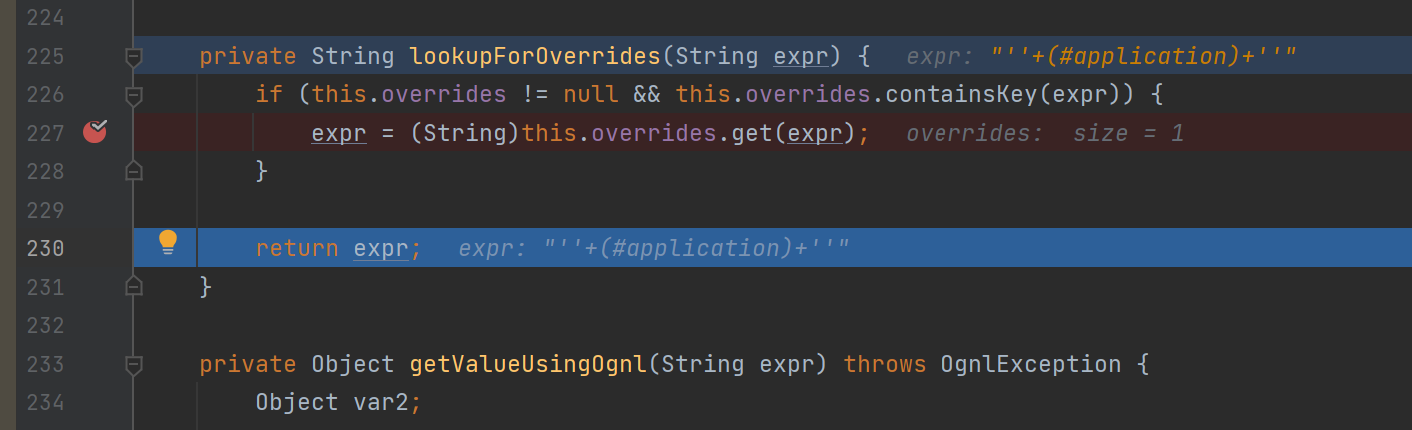 224
225 private String lookupForOverrides(String expr) { expr: "''+(#application)+''"
226 if (this.overrides != null && this.overrides.containsKey(expr)) {
227 expr = (String)this.overrides.get(expr); overrides: size = 1
228 }
229
230 return expr; expr: "''+(#application)+''"
231 }
232
233 private Object getValueUsingOgnl(String expr) throws OgnlException {
234 Object var2;